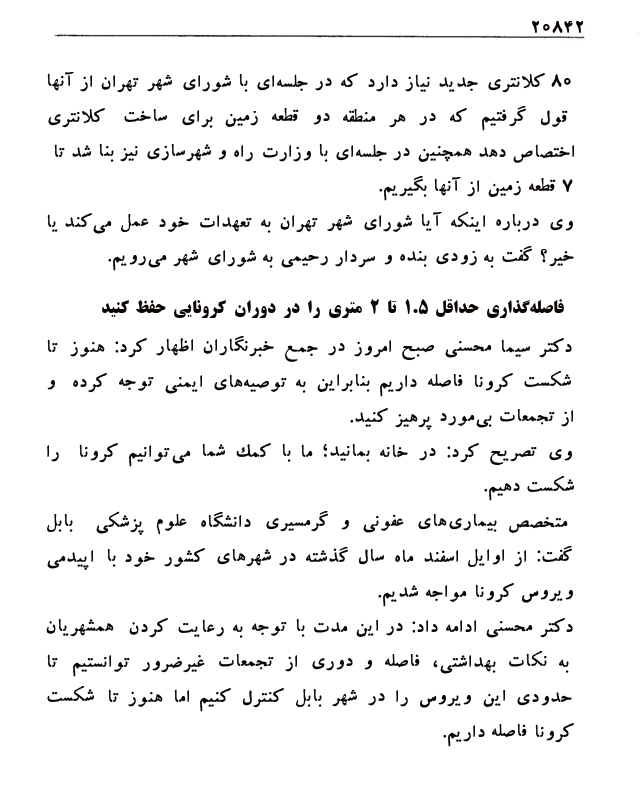 ۲۰۸۴۲
۸۰ کلانتری جدید نیاز دارد که در جلسه‌ای با شورای شهر تهران از آنها
قول گرفتیم که در هر منطقه دو قطعه زمین برای ساخت کلانتری
اختصاص دهد همچنین در جلسه‌ای با وزارت راه و شهرسازی نیز بنا شد تا
۷ قطعه زمین از آنها بگیریم.
وی درباره اینکه آیا شورای شهر تهران به تعهدات خود عمل می‌کند یا
خیر؟ گفت به زودی بنده و سردار رحیمی به شورای شهر می‌رویم.
فاصله‌گذاری حداقل ۱.۵ تا ۲ متری را در دوران کرونایی حفظ کنید
دکتر سیما محسنی صبح امروز در جمع خبرنگاران اظهار کرد: هنوز تا
شکست کرونا فاصله داریم بنابراین به توصیه‌های ایمنی توجه کرده و
از تجمعات بی‌مورد پرهیز کنید.
وی تصریح کرد: در خانه بمانید؛ ما با کمك شما می‌توانیم کرونا را
شکست دهیم.
متخصص بیماری‌های عفونی و گرمسیری دانشگاه علوم پزشکی بابل
گفت: از اوایل اسفند ماه سال گذشته در شهرهای کشور خود با اپیدمی
ویروس کرونا مواجه شدیم.
دکتر محسنی ادامه داد: در این مدت با توجه به رعایت کردن همشهریان
به نکات بهداشتی، فاصله و دوری از تجمعات غیرضرور توانستیم تا
حدودی این ویروس را در شهر بابل کنترل کنیم اما هنوز تا شکست
کرونا فاصله داریم.